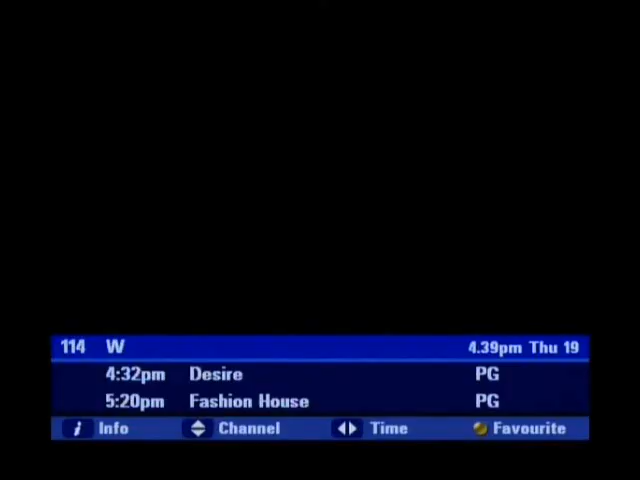 114 W 4.39pm Thu 19
4:32pm Desire PG
5:20pm Fashion House PG
i Info Channel Time Favourite